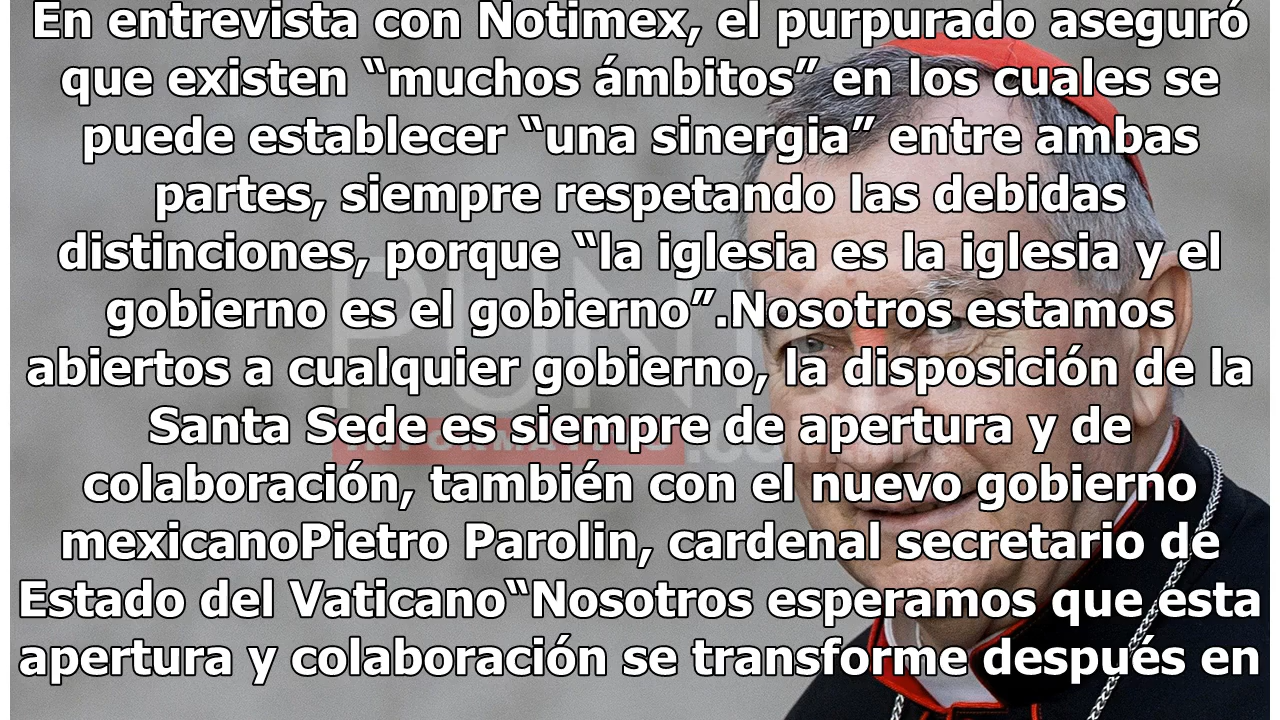 En entrevista con Notimex, el purpurado aseguró
que existen “muchos ámbitos” en los cuales se
puede establecer “una sinergia” entre ambas
partes, siempre respetando las debidas
distinciones, porque “la iglesia es la iglesia y el
gobierno es el gobierno”.Nosotros estamos
abiertos a cualquier gobierno, la disposición de la
Santa Sede es siempre de apertura y de
colaboración, también con el nuevo gobierno
mexicanoPietro Parolin, cardenal secretario de
Estado del Vaticano“Nosotros esperamos que esta
apertura y colaboración se transforme después en